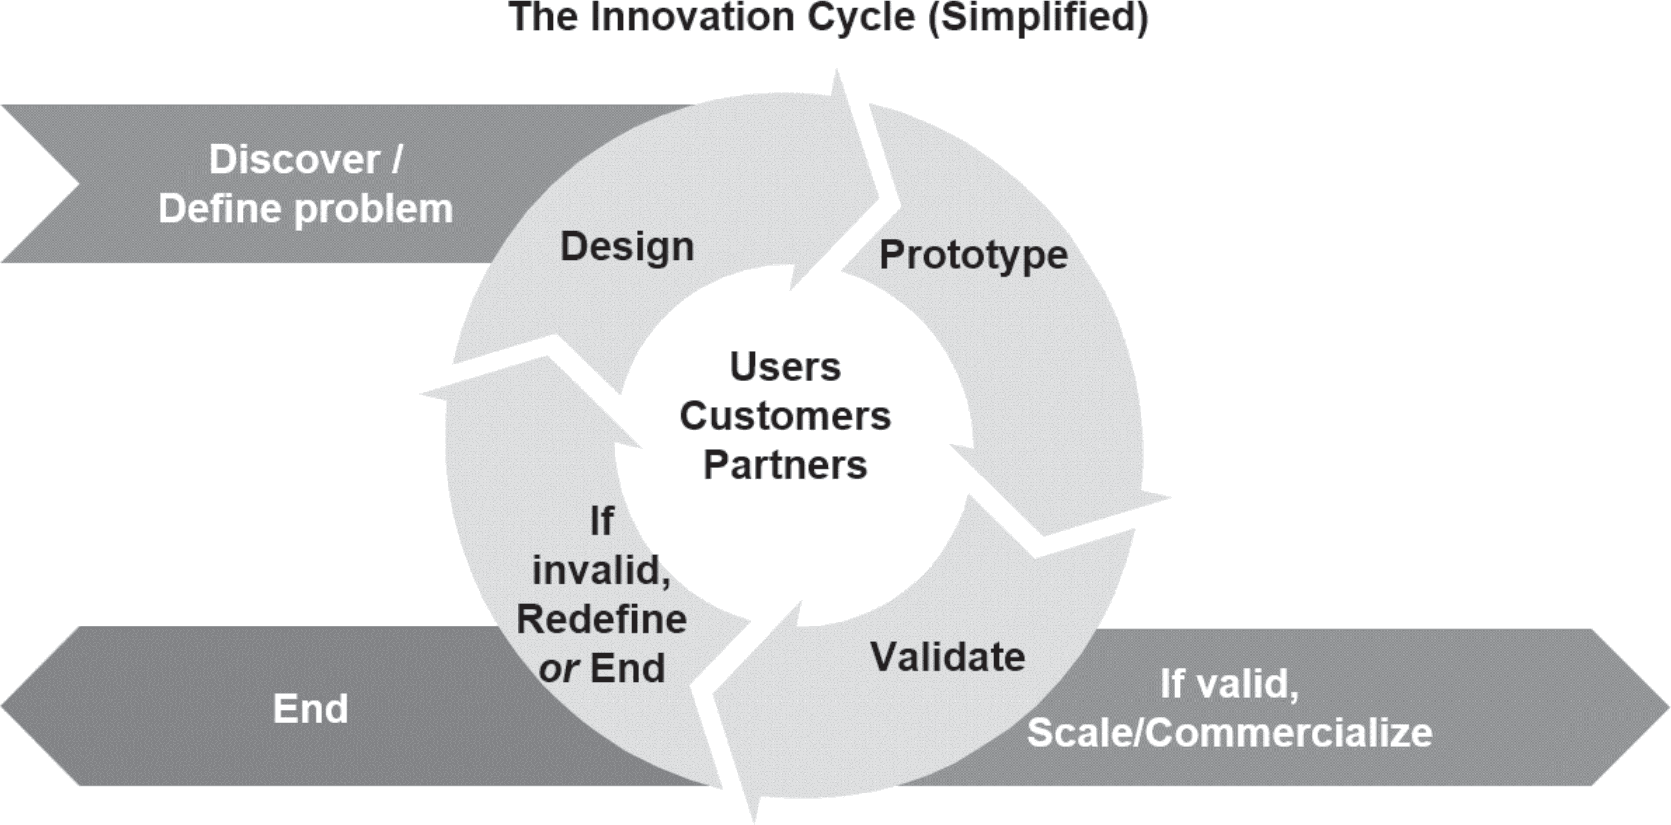 The Innovation Cycle (Simplified)
Discover /
Define problem
Design
Prototype
Users
Customers
Partners
If
invalid,
Redefine
or End
Validate
End
If valid,
Scale/Commercialize